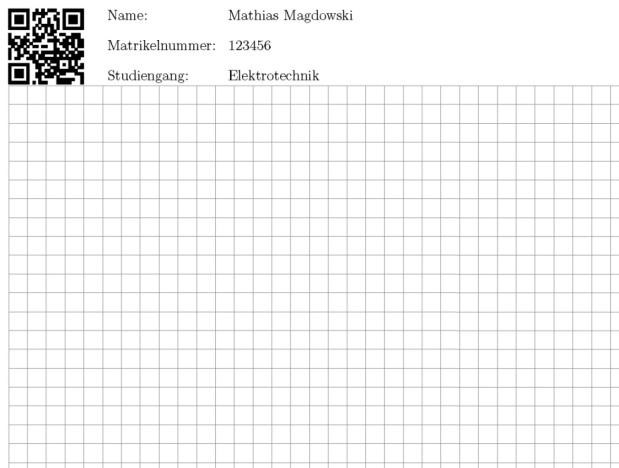 Name: Mathias Magdowski
Matrikelnummer: 123456
Studiengang: Elektrotechnik